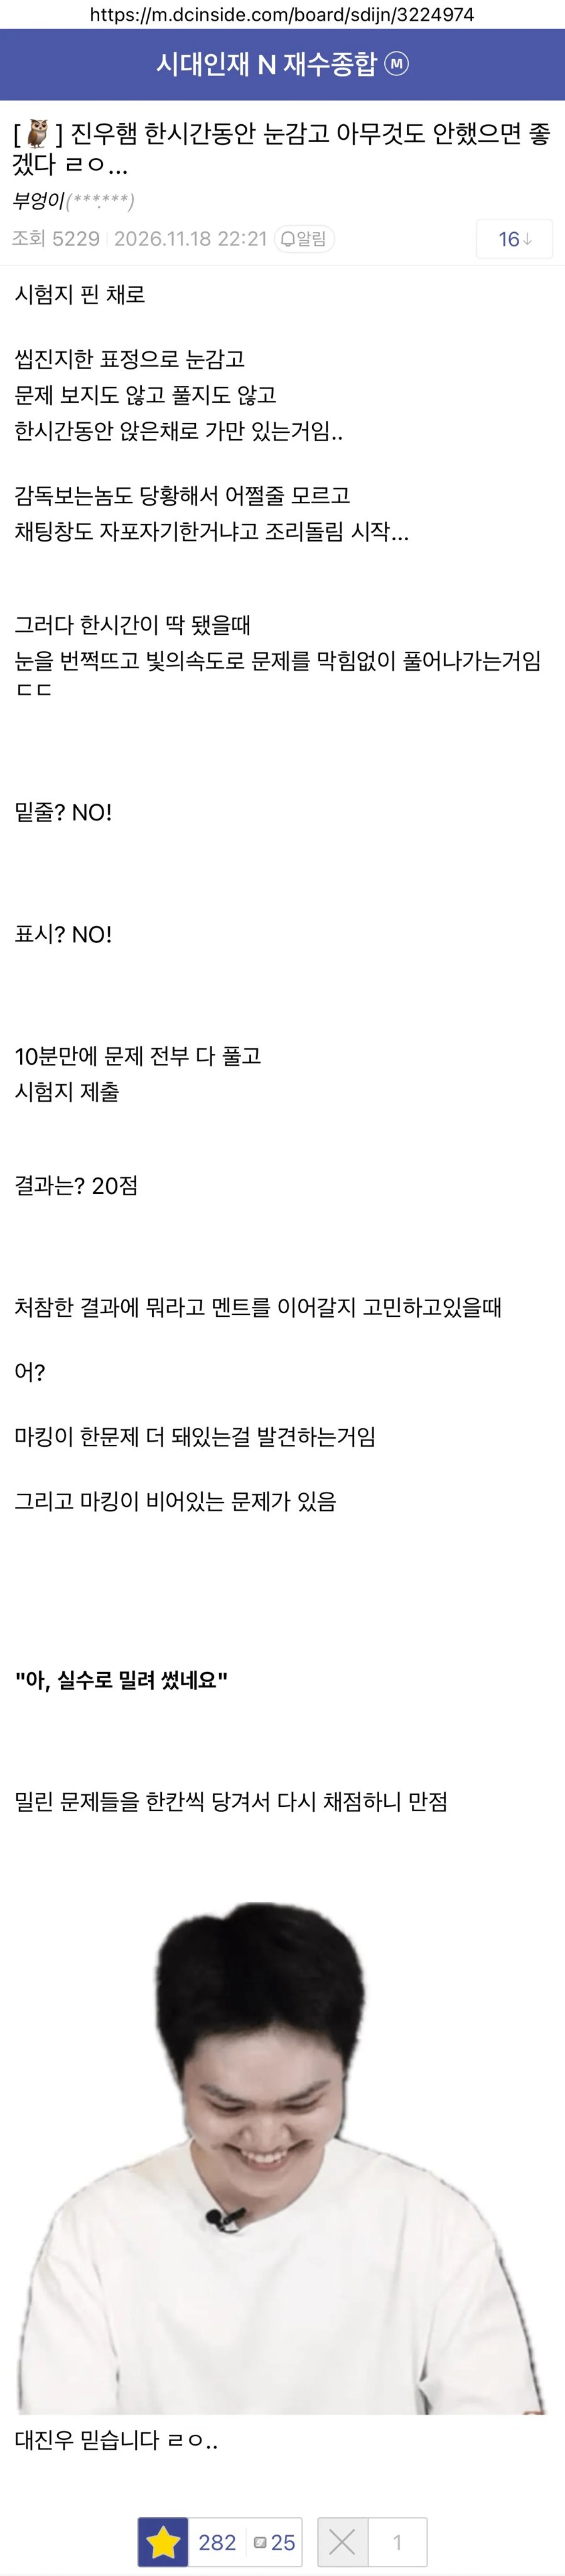 https://m.dcinside.com/board/sdijn/3224974
시대인재 N 재수종합 Ⓜ
[🦉] 진우햄 한시간동안 눈감고 아무것도 안했으면 좋
겠다 ㄹㅇ...
부엉이(***.***)
조회 5229 2026.11.18 22:21 알림
16↓
시험지 핀 채로
씹진지한 표정으로 눈감고
문제 보지도 않고 풀지도 않고
한시간동안 앉은채로 가만 있는거임..
감독보는놈도 당황해서 어쩔줄 모르고
채팅창도 자포자기한거냐고 조리돌림 시작...
그러다 한시간이 딱 됐을때
눈을 번쩍뜨고 빛의속도로 문제를 막힘없이 풀어나가는거임
ㄷㄷ
밑줄? NO!
표시? NO!
10분만에 문제 전부 다 풀고
시험지 제출
결과는? 20점
처참한 결과에 뭐라고 멘트를 이어갈지 고민하고있을때
어?
마킹이 한문제 더 돼있는걸 발견하는거임
그리고 마킹이 비어있는 문제가 있음
"아, 실수로 밀려 썼네요"
밀린 문제들을 한칸씩 당겨서 다시 채점하니 만점
대진우 믿습니다 ㄹㅇ..
282 25 1